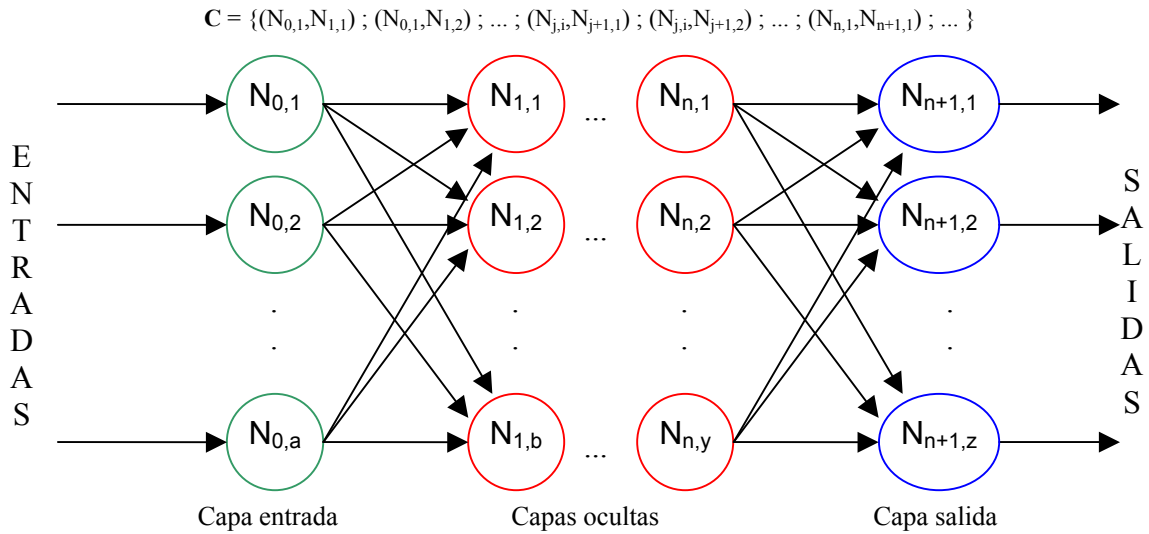 C = {(N0,1,N1,1) ; (N0,1,N1,2) ; ... ; (Nj,i,Nj+1,1) ; (Nj,i,Nj+1,2) ; ... ; (Nn,1,Nn+1,1) ; ... }
ENTRADAS
N0,1 N1,1 ... Nn,1 Nn+1,1
N0,2 N1,2 ... Nn,2 Nn+1,2
. . . .
. . . .
N0,a N1,b ... Nn,y Nn+1,z
SALIDAS
Capa entrada Capas ocultas Capa salida